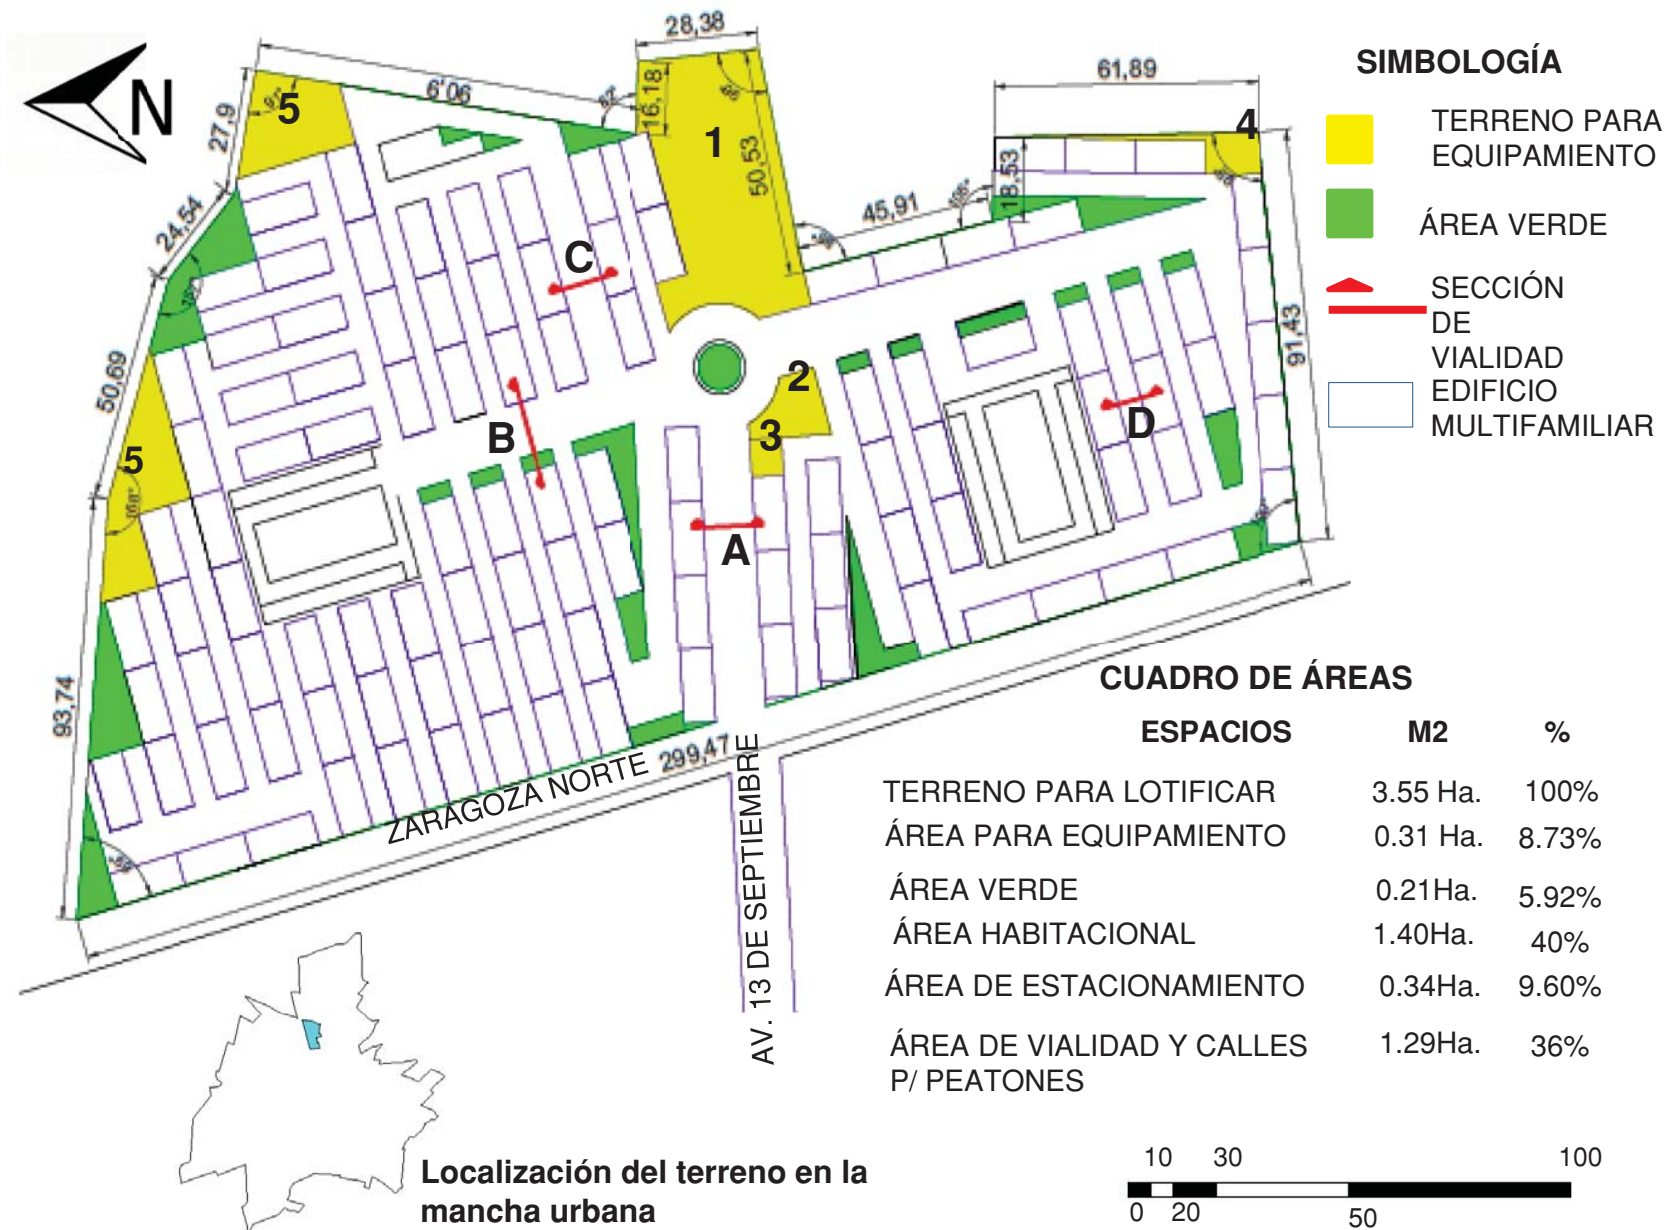 N
28,38
6'06
16,18
50,53
27,9
24,54
50,69
93,74
45,91
18,53
61,89
91,43
299,47
5
1
4
C
2
B
3
D
5
A
168°
ZARAGOZA NORTE
AV. 13 DE SEPTIEMBRE
SIMBOLOGÍA
TERRENO PARA
EQUIPAMIENTO
ÁREA VERDE
SECCIÓN
DE
VIALIDAD
EDIFICIO
MULTIFAMILIAR
CUADRO DE ÁREAS
ESPACIOS M2 %
TERRENO PARA LOTIFICAR 3.55 Ha. 100%
ÁREA PARA EQUIPAMIENTO 0.31 Ha. 8.73%
ÁREA VERDE 0.21Ha. 5.92%
ÁREA HABITACIONAL 1.40Ha. 40%
ÁREA DE ESTACIONAMIENTO 0.34Ha. 9.60%
ÁREA DE VIALIDAD Y CALLES 1.29Ha. 36%
P/ PEATONES
Localización del terreno en la
mancha urbana
10 30 100
0 20 50